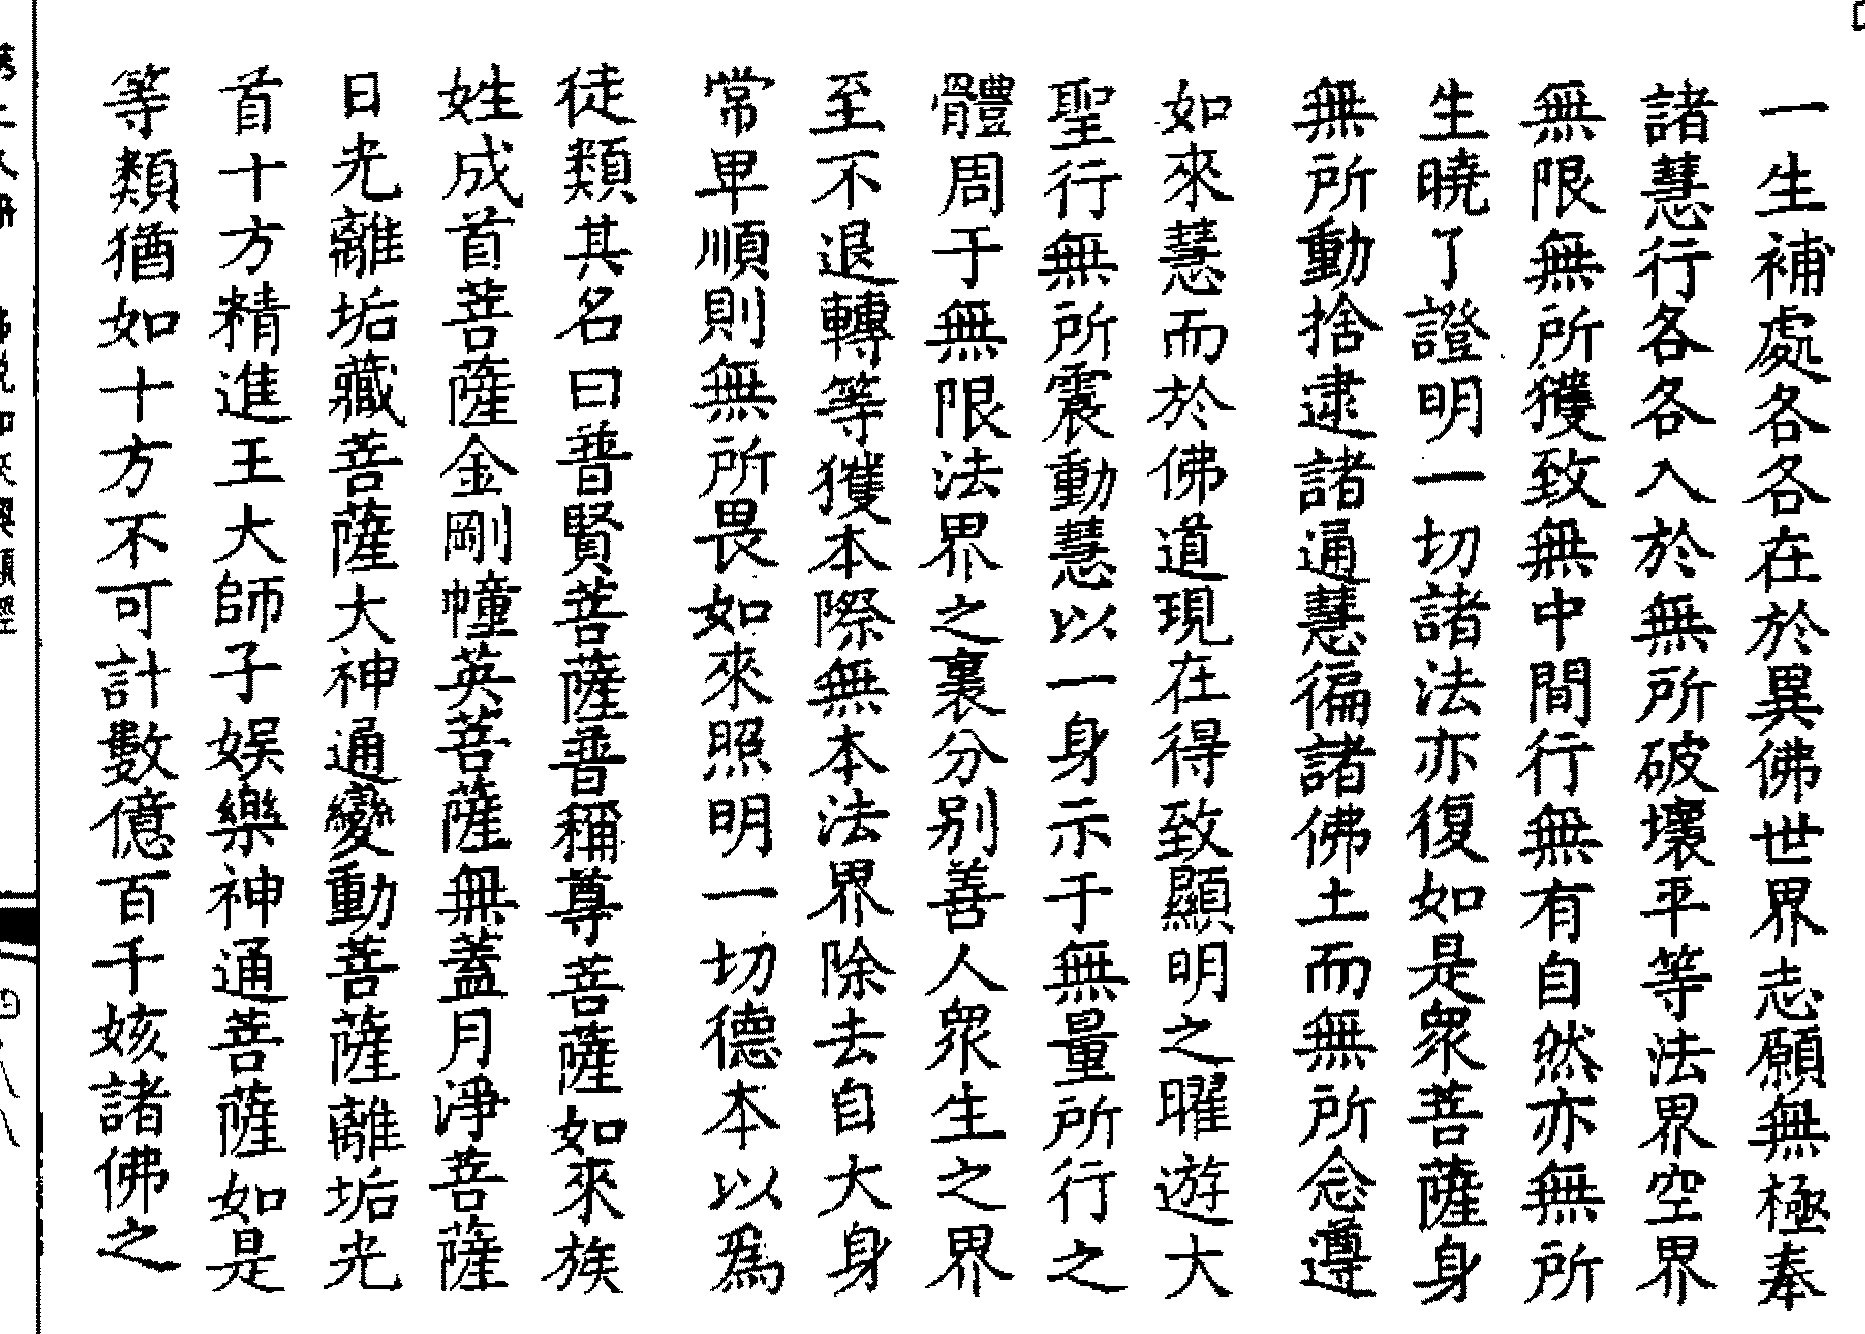 一生補處各各在於異佛世界志願無極奉
諸慧行各各入於無所破壞平等法界空界
無限無所獲致無中間行無有自然亦無所
生曉了證明一切諸法亦復如是眾菩薩身
無所動捨逮諸通慧徧諸佛土而無所念遵
如來慧而於佛道現在得致顯明之曜遊大
聖行無所震動慧以一身示于無量所行之
體周于無限法界之裏分別善人眾生之界
至不退轉等獲本際無本法界除去自大身
常卑順則無所畏如來照明一切德本以為
徒類其名曰普賢菩薩普稱尊菩薩如來族
姓成首菩薩金剛幢英菩薩無蓋月淨菩薩
日光離垢藏菩薩大神通變動菩薩離垢光
首十方精進王大師子娛樂神通菩薩如是
等類猶如十方不可計數億百千姟諸佛之